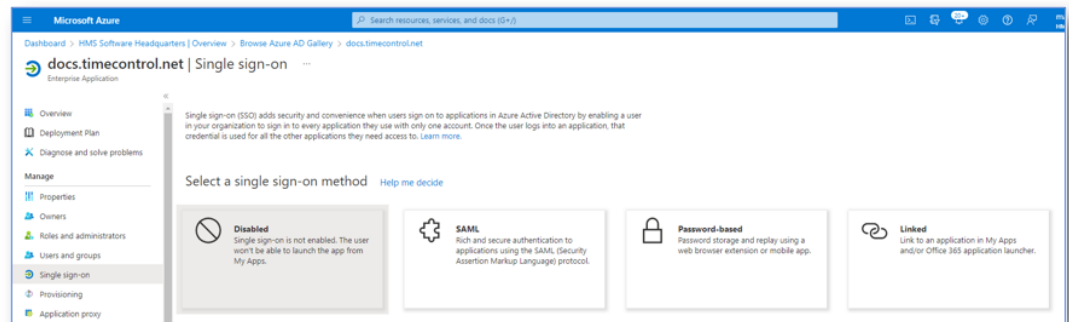 Microsoft Azure
Search resources, services, and docs (G+/)
20+
Dashboard > HMS Software Headquarters | Overview > Browse Azure AD Gallery > docs.timecontrol.net
docs.timecontrol.net | Single sign-on ...
Enterprise Application
Overview
Deployment Plan
Diagnose and solve problems
Manage
Properties
Owners
Roles and administrators
Users and groups
Single sign-on
Provisioning
Application proxy
Single sign-on (SSO) adds security and convenience when users sign on to applications in Azure Active Directory by enabling a user
in your organization to sign in to every application they use with only one account. Once the user logs into an application, that
credential is used for all the other applications they need access to. Learn more.
Select a single sign-on method Help me decide
Disabled
Single sign-on is not enabled. The user
won't be able to launch the app from
My Apps.
SAML
Rich and secure authentication to
applications using the SAML (Security
Assertion Markup Language) protocol.
Password-based
Password storage and replay using a
web browser extension or mobile app.
Linked
Link to an application in My Apps
and/or Office 365 application launcher.